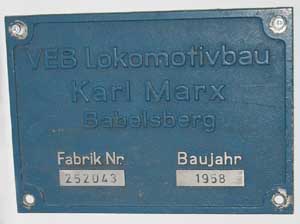 VEB Lokomotivbau
Karl Marx
Babelsberg
Fabrik Nr. Baujahr
252043 1958